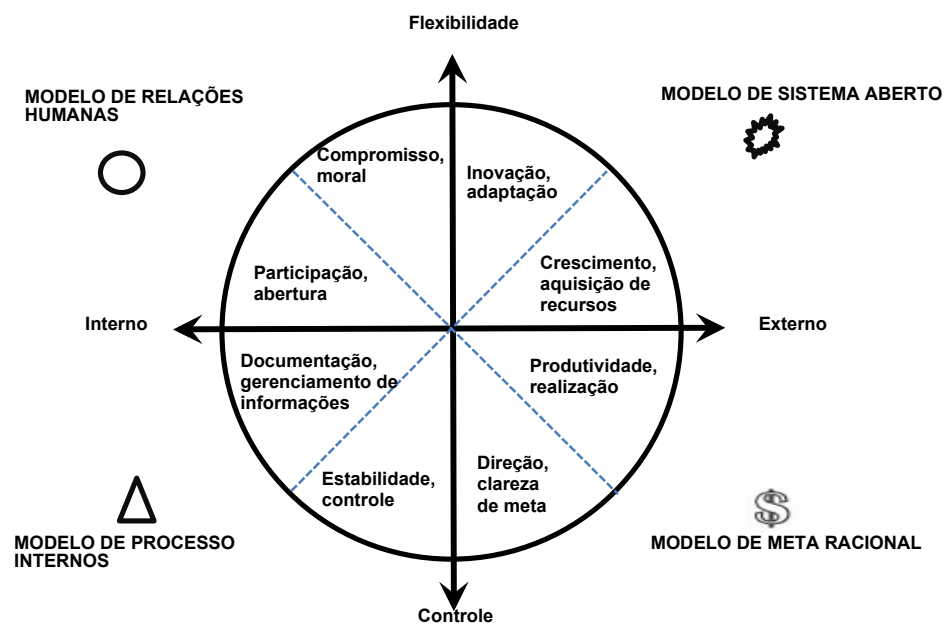 Flexibilidade
MODELO DE RELAÇÕES
HUMANAS
MODELO DE SISTEMA ABERTO
Compromisso,
moral
Inovação,
adaptação
Participação,
abertura
Crescimento,
aquisição de
recursos
Interno
Externo
Documentação,
gerenciamento de
informações
Produtividade,
realização
Estabilidade,
controle
Direção,
clareza
de meta
$
MODELO DE PROCESSO
INTERNOS
MODELO DE META RACIONAL
Controle